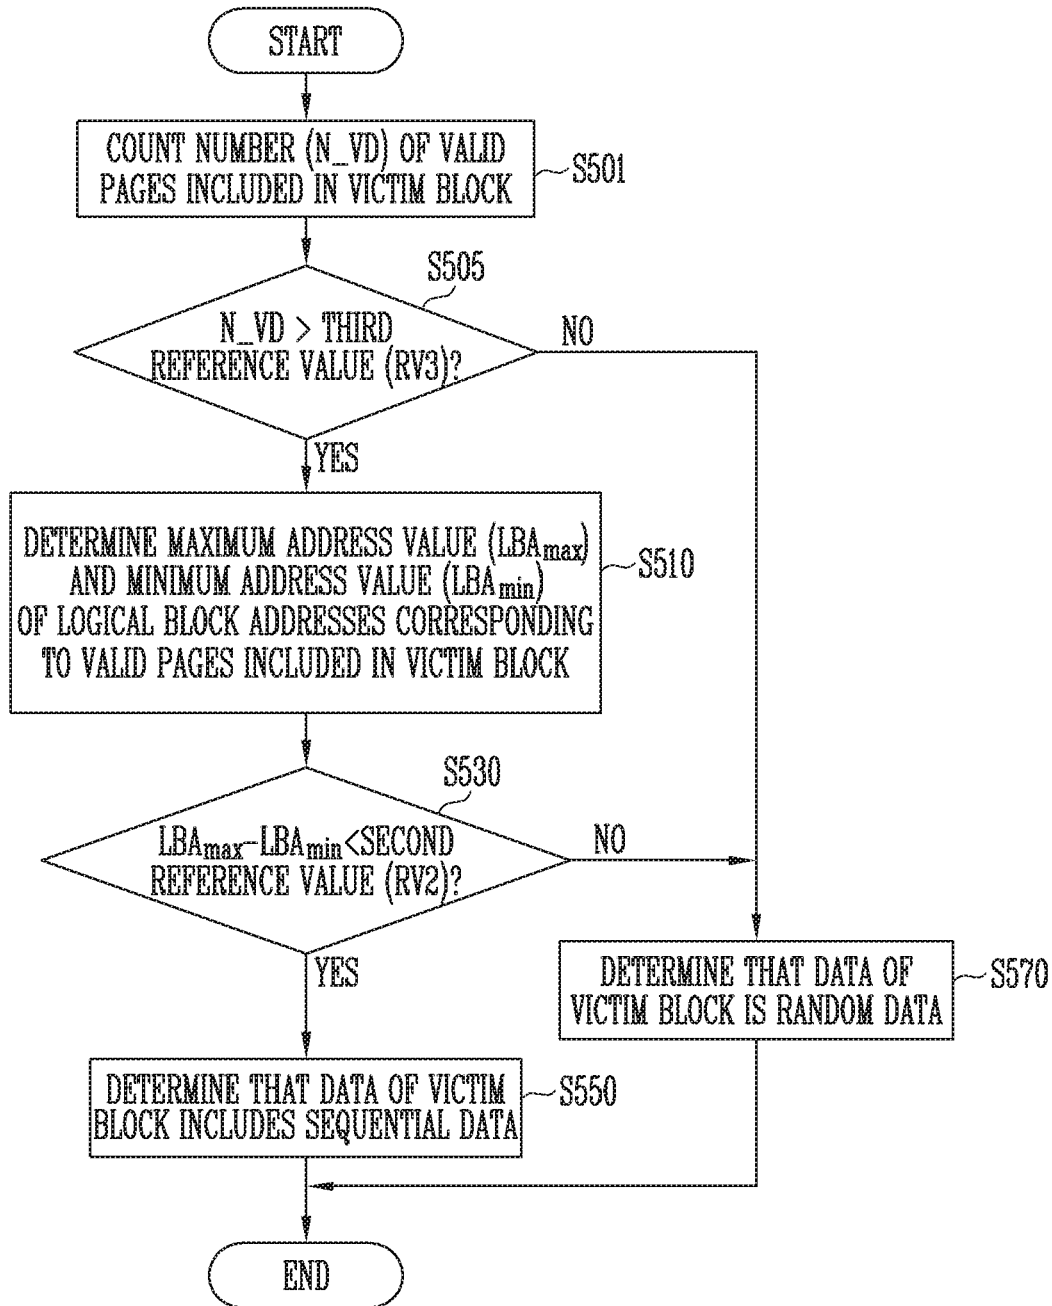 START
COUNT NUMBER (N_VD) OF VALID
PAGES INCLUDED IN VICTIM BLOCK
S501
S505
N_VD > THIRD
REFERENCE VALUE (RV3)?
NO
YES
DETERMINE MAXIMUM ADDRESS VALUE (LBAmax)
AND MINIMUM ADDRESS VALUE (LBAmin)
OF LOGICAL BLOCK ADDRESSES CORRESPONDING
TO VALID PAGES INCLUDED IN VICTIM BLOCK
S510
S530
LBAmax-LBAmin<SECOND
REFERENCE VALUE (RV2)?
NO
YES
DETERMINE THAT DATA OF
VICTIM BLOCK IS RANDOM DATA
S570
DETERMINE THAT DATA OF VICTIM
BLOCK INCLUDES SEQUENTIAL DATA
S550
END